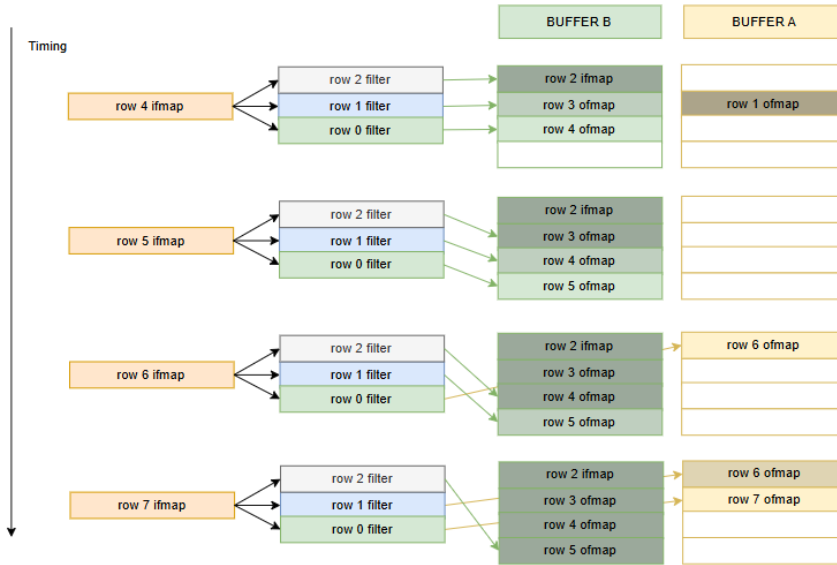 BUFFER B
BUFFER A
Timing
row 4 ifmap
row 2 filter
row 1 filter
row 0 filter
row 2 ifmap
row 3 ofmap
row 4 ofmap
row 1 ofmap
row 5 ifmap
row 2 filter
row 1 filter
row 0 filter
row 2 ifmap
row 3 ofmap
row 4 ofmap
row 5 ofmap
row 6 ifmap
row 2 filter
row 1 filter
row 0 filter
row 2 ifmap
row 3 ofmap
row 4 ofmap
row 5 ofmap
row 6 ofmap
row 7 ifmap
row 2 filter
row 1 filter
row 0 filter
row 2 ifmap
row 3 ofmap
row 4 ofmap
row 5 ofmap
row 6 ofmap
row 7 ofmap